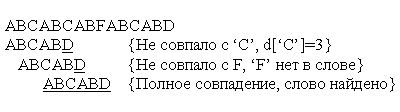 ABCABCABFABCABD
ABCABD {Не совпало с ‘C’, d[‘C’]=3}
ABCABD {Не совпало с F, ‘F’ нет в слове}
ABCABD {Полное совпадение, слово найдено}